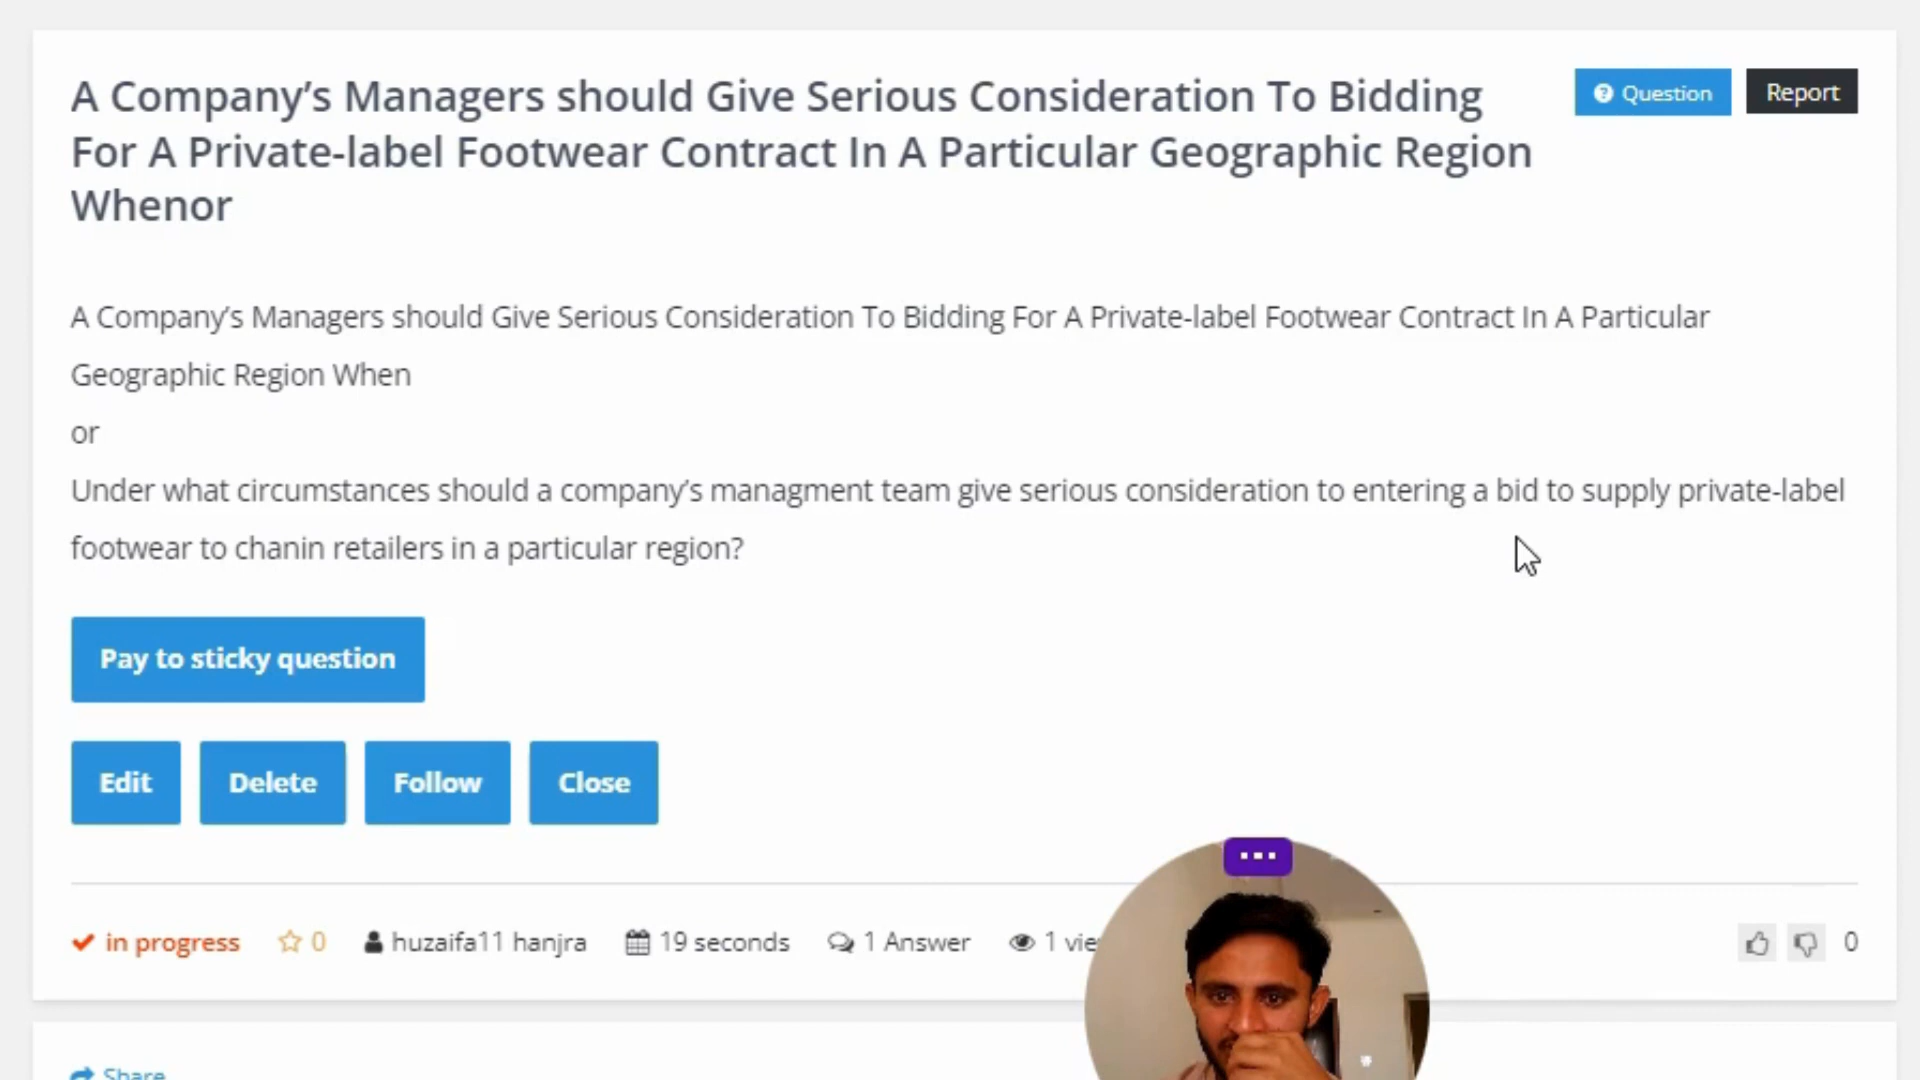 A Company’s Managers should Give Serious Consideration To Bidding
For A Private-label Footwear Contract In A Particular Geographic Region
Whenor
Question
Report
A Company’s Managers should Give Serious Consideration To Bidding For A Private-label Footwear Contract In A Particular
Geographic Region When
or
Under what circumstances should a company’s managment team give serious consideration to entering a bid to supply private-label
footwear to chanin retailers in a particular region?
Pay to sticky question
Edit
Delete
Follow
Close
in progress
0
huzaifa11 hanjra
19 seconds
1 Answer
1 vie
0
Share